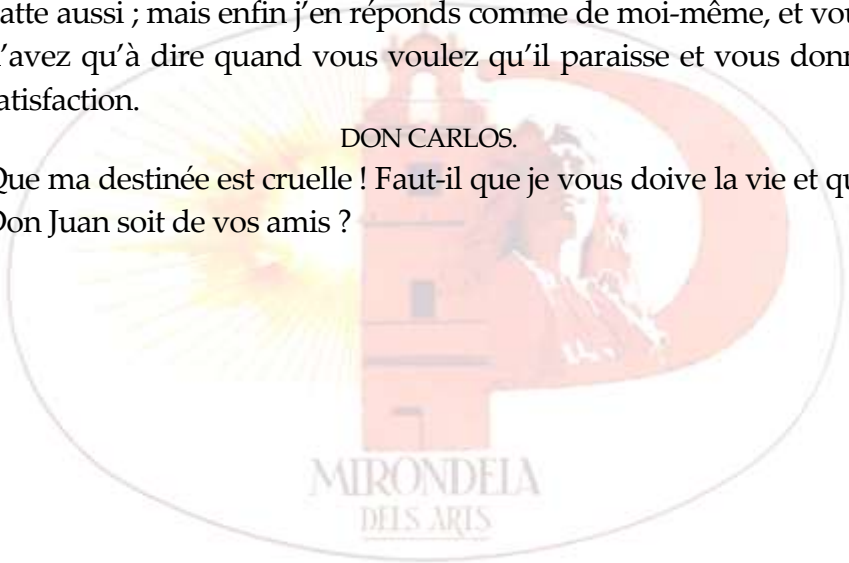 atte aussi ; mais enfin j'en réponds comme de moi-même, et vou
'avez qu'à dire quand vous voulez qu'il paraisse et vous donn
atisfaction.
DON CARLOS.
Que ma destinée est cruelle ! Faut-il que je vous doive la vie et qu
Don Juan soit de vos amis ?
MIRONDELA
DELS ARTS